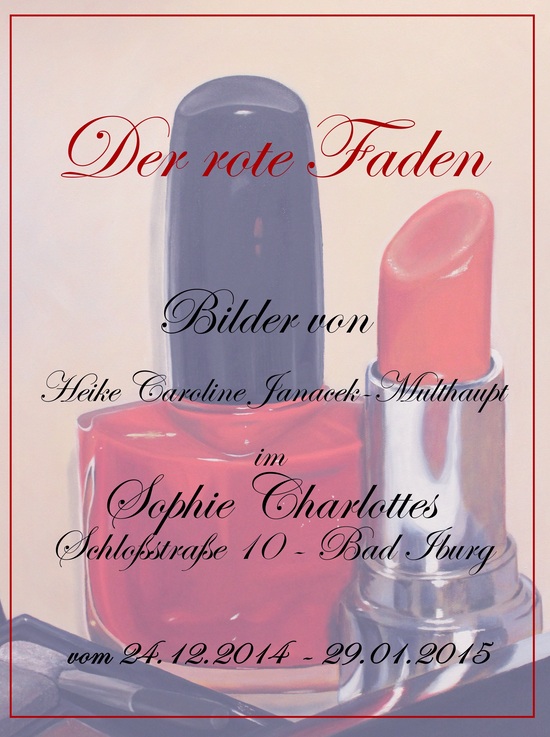 Der rote Faden
Bilder von
Heike Caroline Janacek-Multhaupt
im
Sophie Charlottes
Schloßstraße 10 - Bad Iburg
vom 24.12.2014 - 29.01.2015